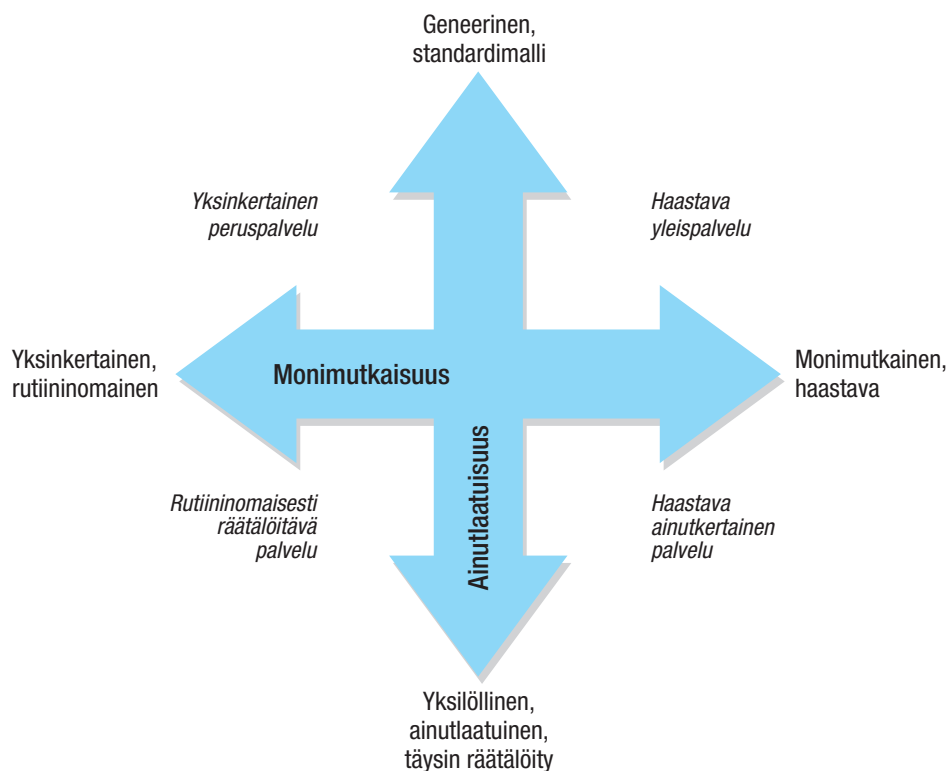 Geneerinen,
standardimalli
Yksinkertainen
peruspalvelu
Haastava
yleispalvelu
Yksinkertainen,
rutiininomainen
Monimutkaisuus
Monimutkainen,
haastava
Ainutlaatuisuus
Rutiininomaisesti
räätälöitävä
palvelu
Haastava
ainutkertainen
palvelu
Yksilöllinen,
ainutlaatuinen,
täysin räätälöity